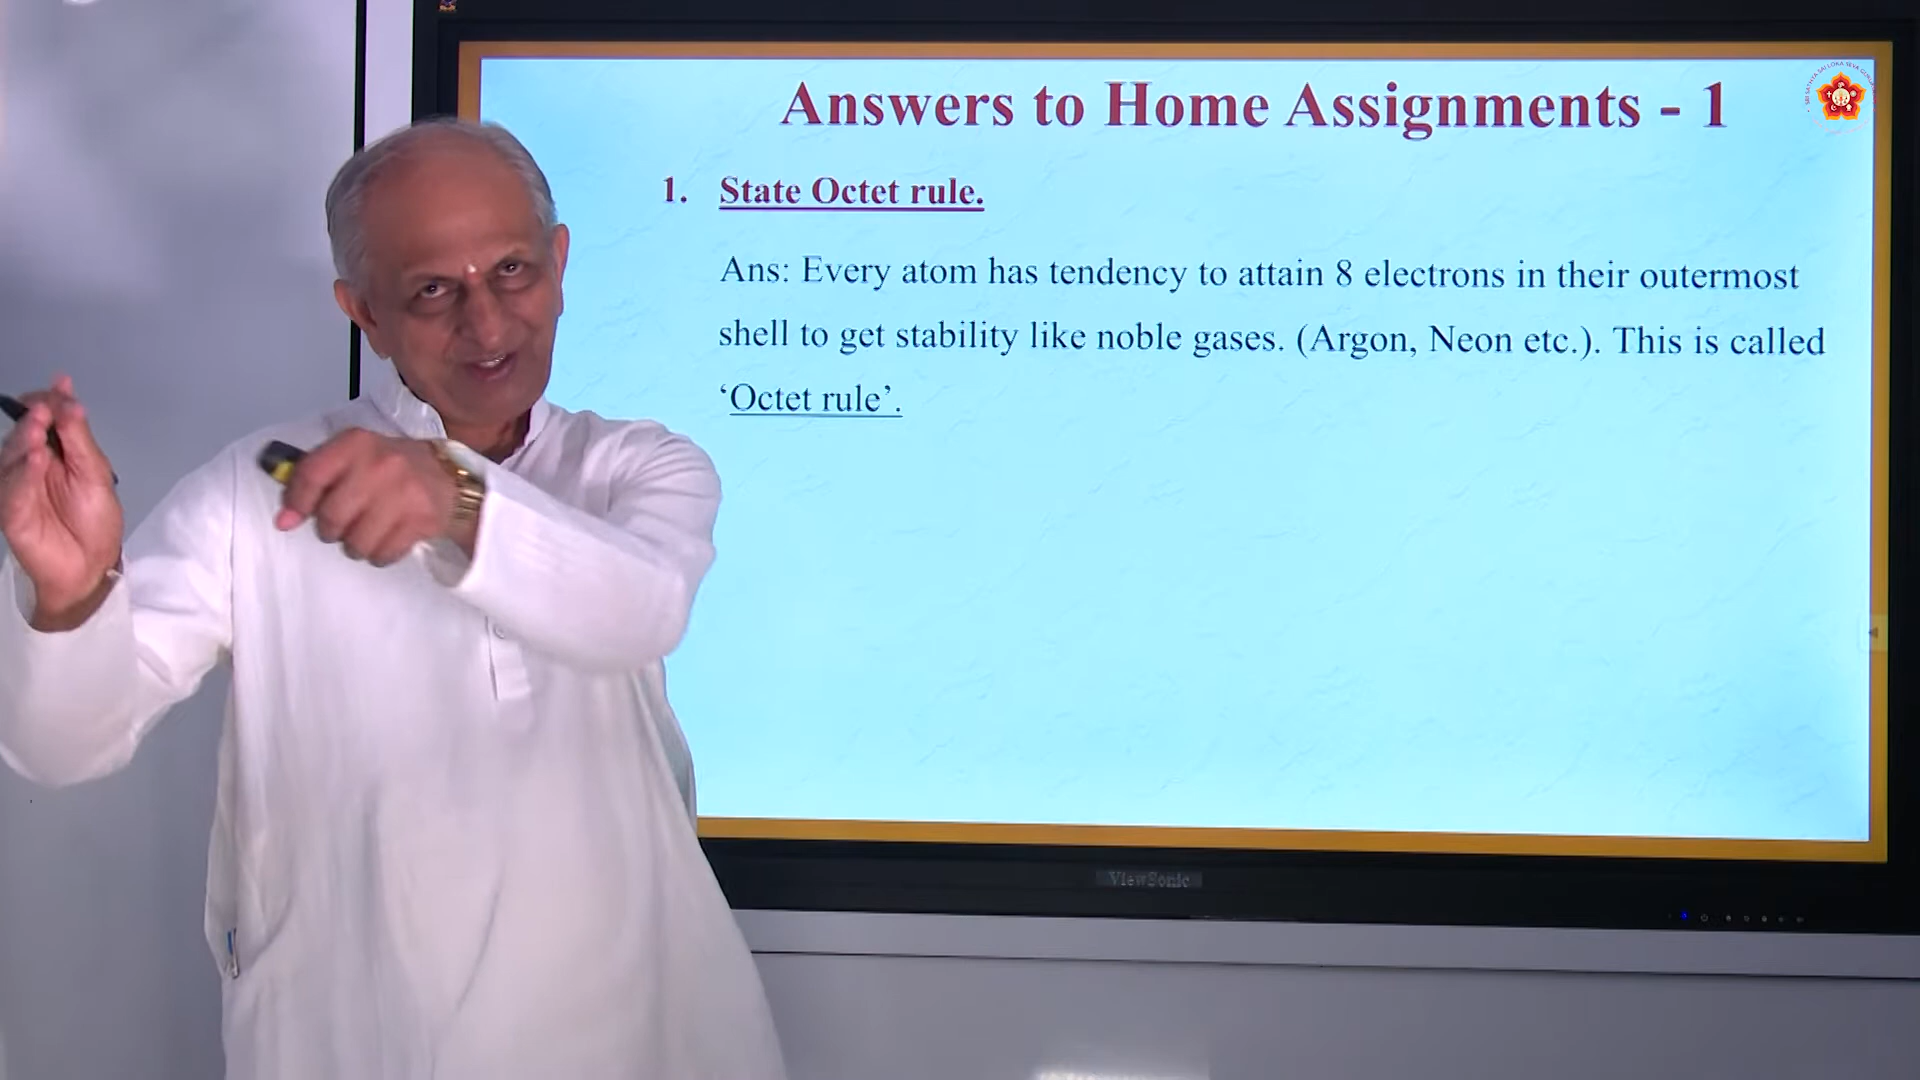 Answers to Home Assignments - 1
1. State Octet rule.
Ans: Every atom has tendency to attain 8 electrons in their outermost
shell to get stability like noble gases. (Argon, Neon etc.). This is called
‘Octet rule’.
ViewSonic